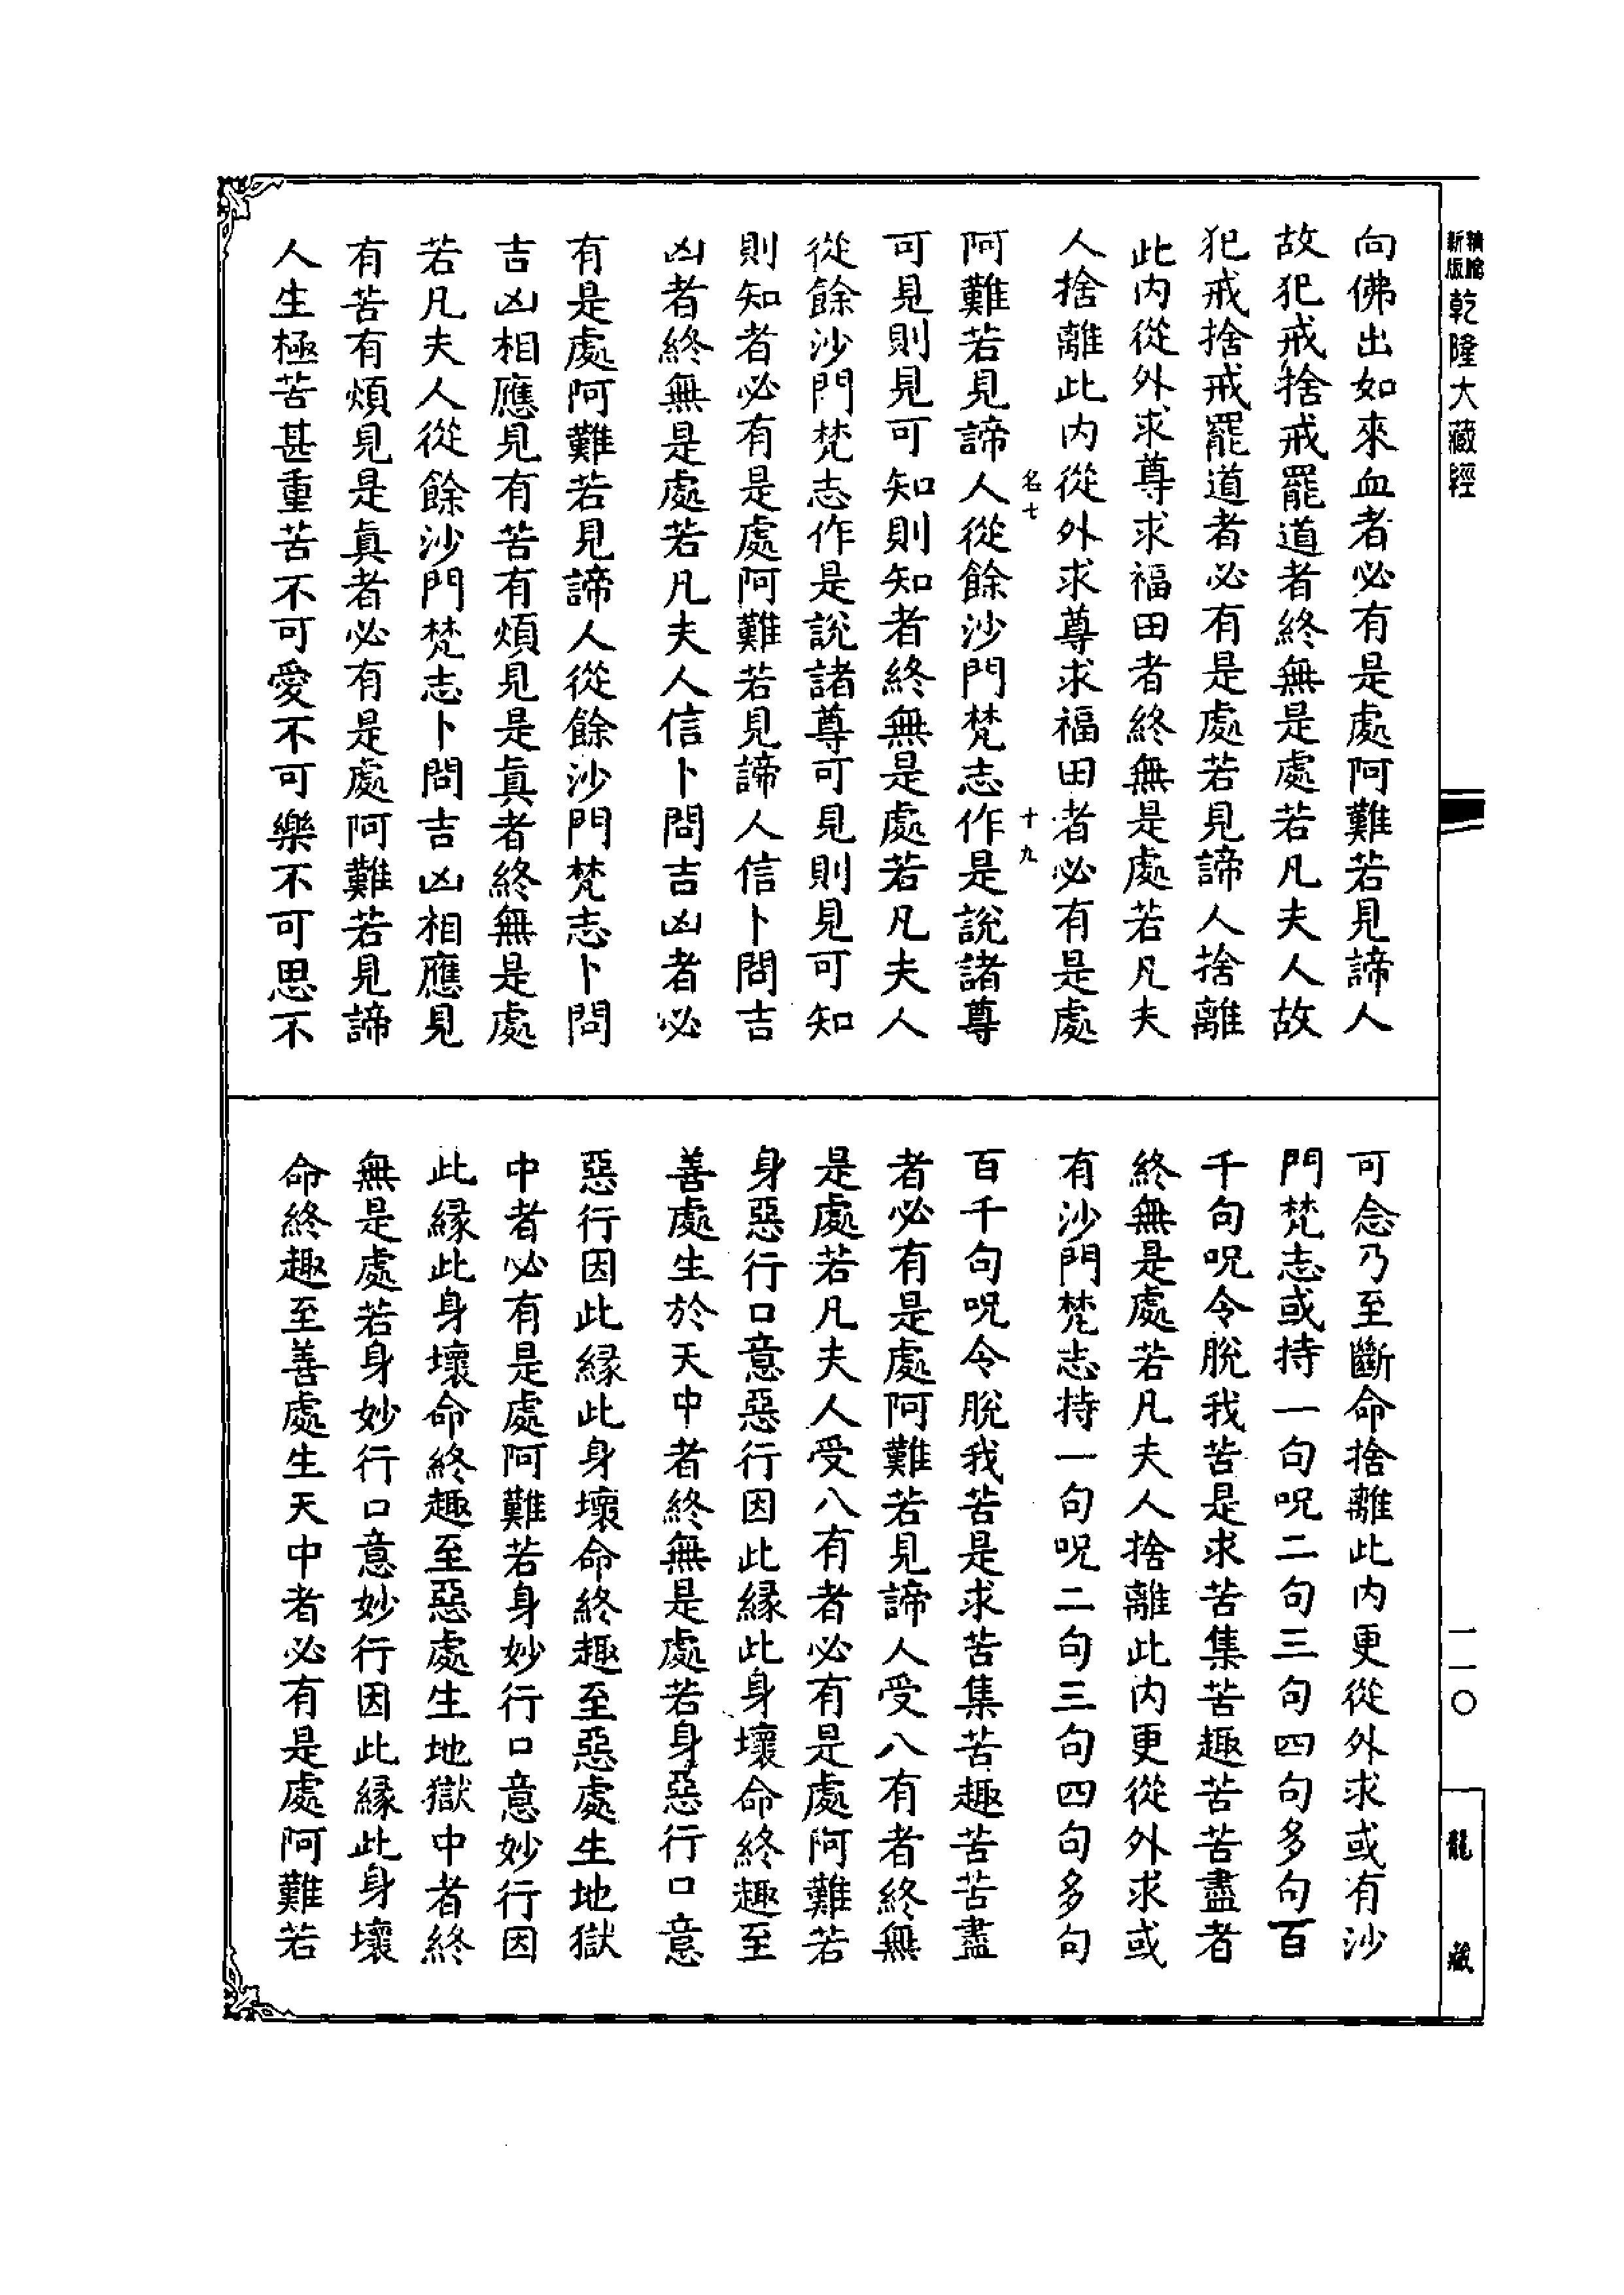 新版
精縮
乾隆大藏經
一一〇
龍藏
向佛出如來血者必有是處阿難若見諦人
故犯戒捨戒罷道者終無是處若凡夫人故
犯戒捨戒罷道者必有是處若見諦人捨離
此内從外求尊求福田者終無是處若凡夫
人捨離此内從外求尊求福田者必有是處
名七
十九
阿難若見諦人從餘沙門梵志作是說諸尊
可見則見可知則知者終無是處若凡夫人
從餘沙門梵志作是說諸尊可見則見可知
則知者必有是處阿難若見諦人信卜問吉
凶者終無是處若凡夫人信卜問吉凶者必
有是處阿難若見諦人從餘沙門梵志卜問
吉凶相應見有苦有煩見是真者終無是處
若凡夫人從餘沙門梵志卜問吉凶相應見
有苦有煩見是真者必有是處阿難若見諦
人生極苦甚重苦不可愛不可樂不可思不
可念乃至斷命捨離此内更從外求或有沙
門梵志或持一句呪二句三句四句多句百
千句呪令脫我苦是求苦集苦趣苦苦盡者
終無是處若凡夫人捨離此内更從外求或
有沙門梵志持一句呪二句三句四句多句
百千句呪令脫我苦是求苦集苦趣苦苦盡
者必有是處阿難若見諦人受八有者終無
是處若凡夫人受八有者必有是處阿難若
身惡行口意惡行因此縁此身壞命終趣至
善處生於天中者終無是處若身惡行口意
惡行因此縁此身壞命終趣至惡處生地獄
中者必有是處阿難若身妙行口意妙行因
此縁此身壞命終趣至惡處生地獄中者終
無是處若身妙行口意妙行因此縁此身壞
命終趣至善處生天中者必有是處阿難若